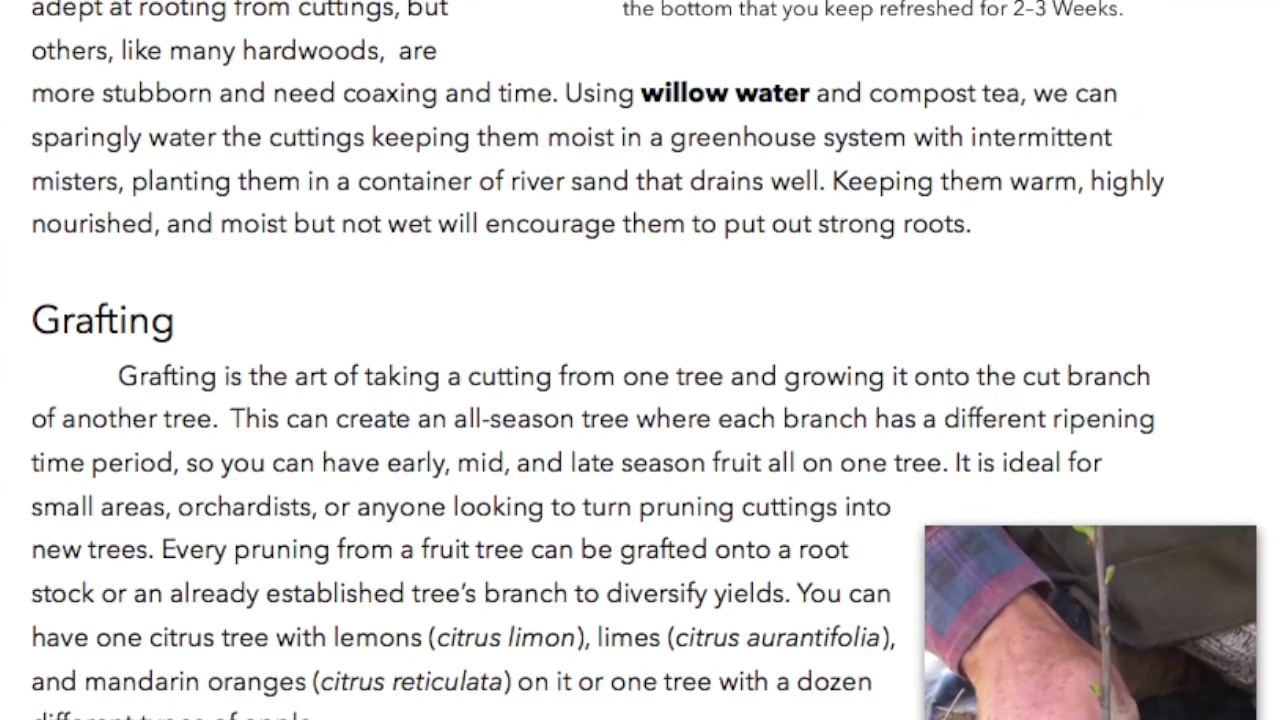 adept at rooting from cuttings, but
the bottom that you keep refreshed for 2–3 Weeks.
others, like many hardwoods, are
more stubborn and need coaxing and time. Using willow water and compost tea, we can
sparingly water the cuttings keeping them moist in a greenhouse system with intermittent
misters, planting them in a container of river sand that drains well. Keeping them warm, highly
nourished, and moist but not wet will encourage them to put out strong roots.
Grafting
Grafting is the art of taking a cutting from one tree and growing it onto the cut branch
of another tree. This can create an all-season tree where each branch has a different ripening
time period, so you can have early, mid, and late season fruit all on one tree. It is ideal for
small areas, orchardists, or anyone looking to turn pruning cuttings into
new trees. Every pruning from a fruit tree can be grafted onto a root
stock or an already established tree’s branch to diversify yields. You can
have one citrus tree with lemons (citrus limon), limes (citrus aurantifolia),
and mandarin oranges (citrus reticulata) on it or one tree with a dozen
different types of apple